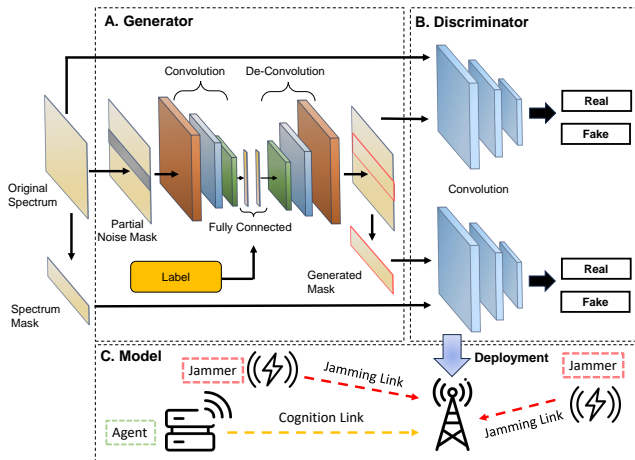 A. Generator
B. Discriminator
Convolution
De-Convolution
Real
Fake
Original
Spectrum
Partial
Noise Mask
Fully Connected
Convolution
Label
Generated
Mask
Spectrum
Mask
Real
Fake
C. Model
Deployment
Jammer
Jamming Link
Jammer
Agent
Cognition Link
Jamming Link